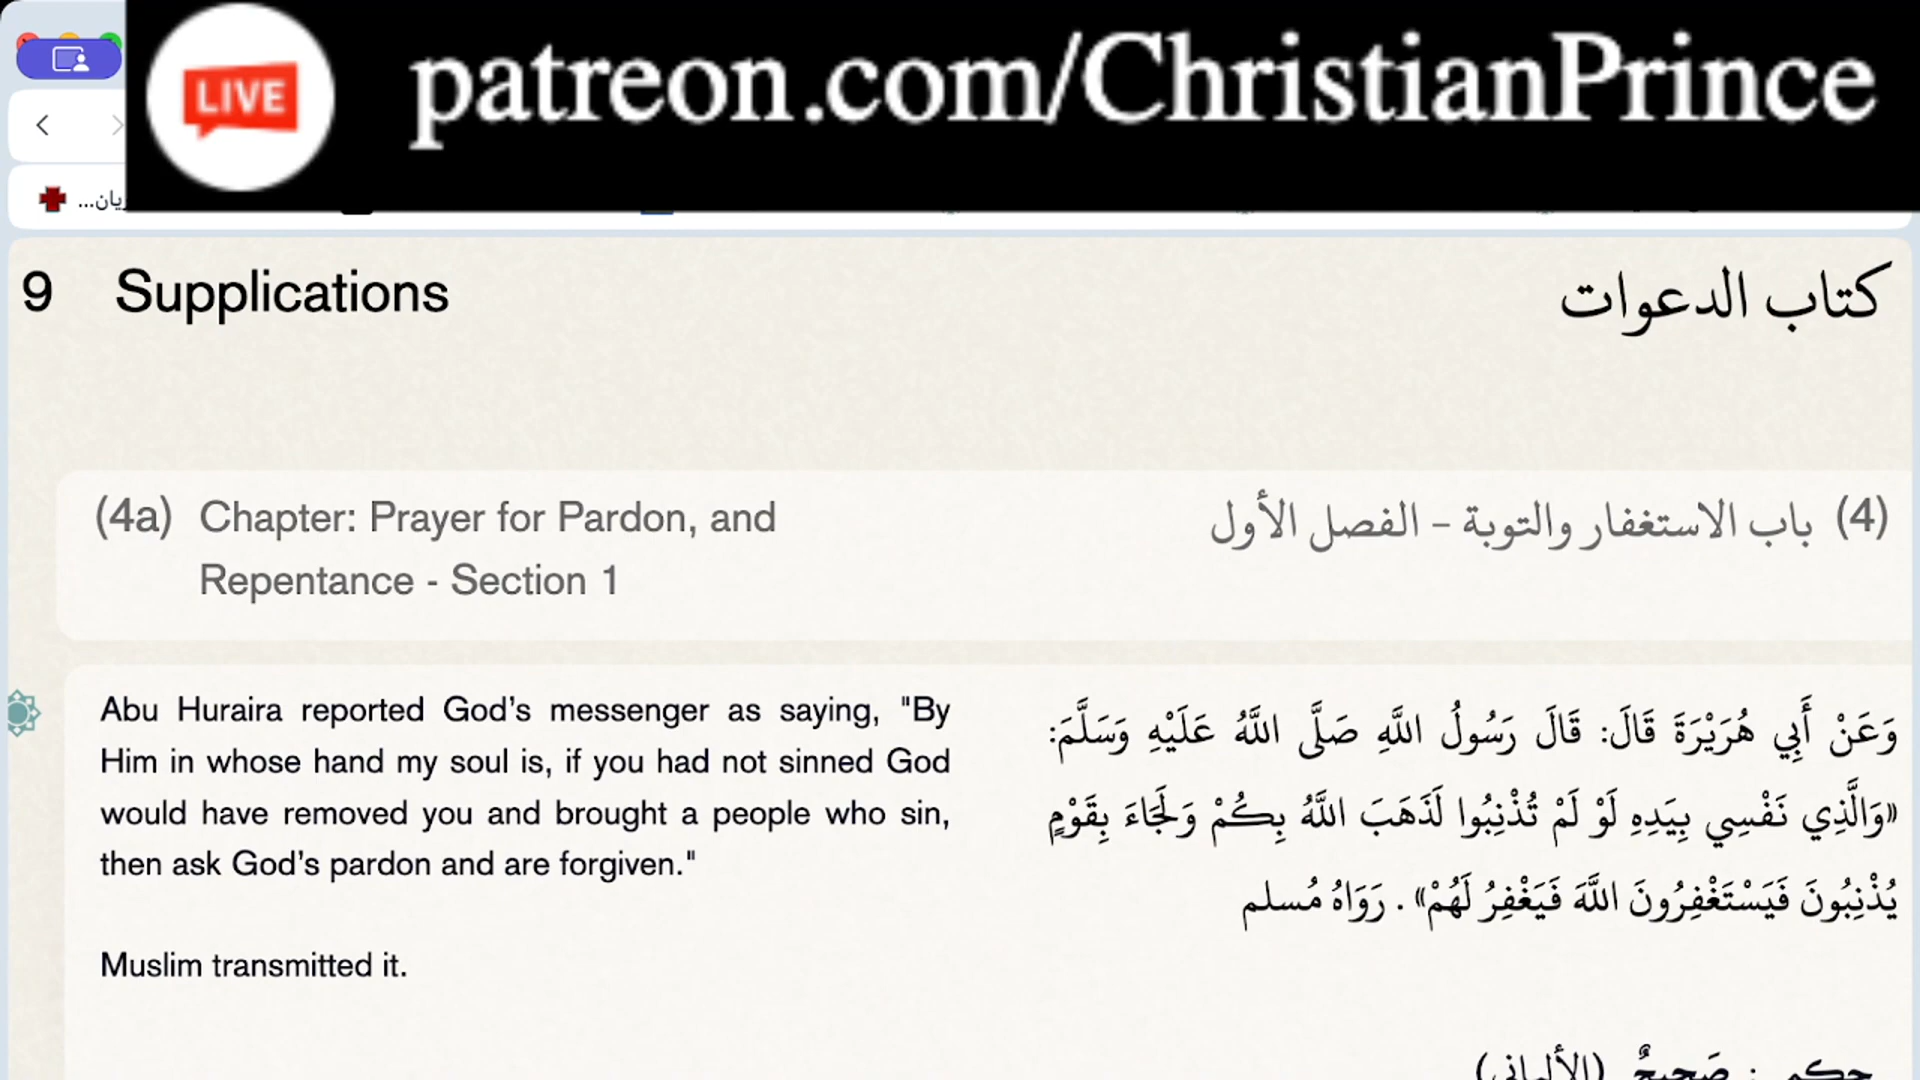 LIVE
patreon.com/ChristianPrince
9 Supplications
كتاب الدعوات
(4a) Chapter: Prayer for Pardon, and
Repentance - Section 1
(4) باب الاستغفار والتوبة – الفصل الأول
Abu Huraira reported God’s messenger as saying, "By
Him in whose hand my soul is, if you had not sinned God
would have removed you and brought a people who sin,
then ask God’s pardon and are forgiven."
Muslim transmitted it.
وَعَنْ أَبِي هُرَيْرَةَ قَالَ: قَالَ رَسُولُ اللَّهِ صَلَّى اللَّهُ عَلَيْهِ وَسَلَّمَ:
«وَالَّذِي نَفْسِي بِيَدِهِ لَوْ لَمْ تُذْنِبُوا لَذَهَبَ اللَّهُ بِكُمْ وَلَجَاءَ بِقَوْمٍ
يُذْنِبُونَ فَيَسْتَغْفِرُونَ اللَّهَ فَيَغْفِرُ لَهُمْ» . رَوَاهُ مُسلم
حكم : صَحِيحٌ (الألباني)